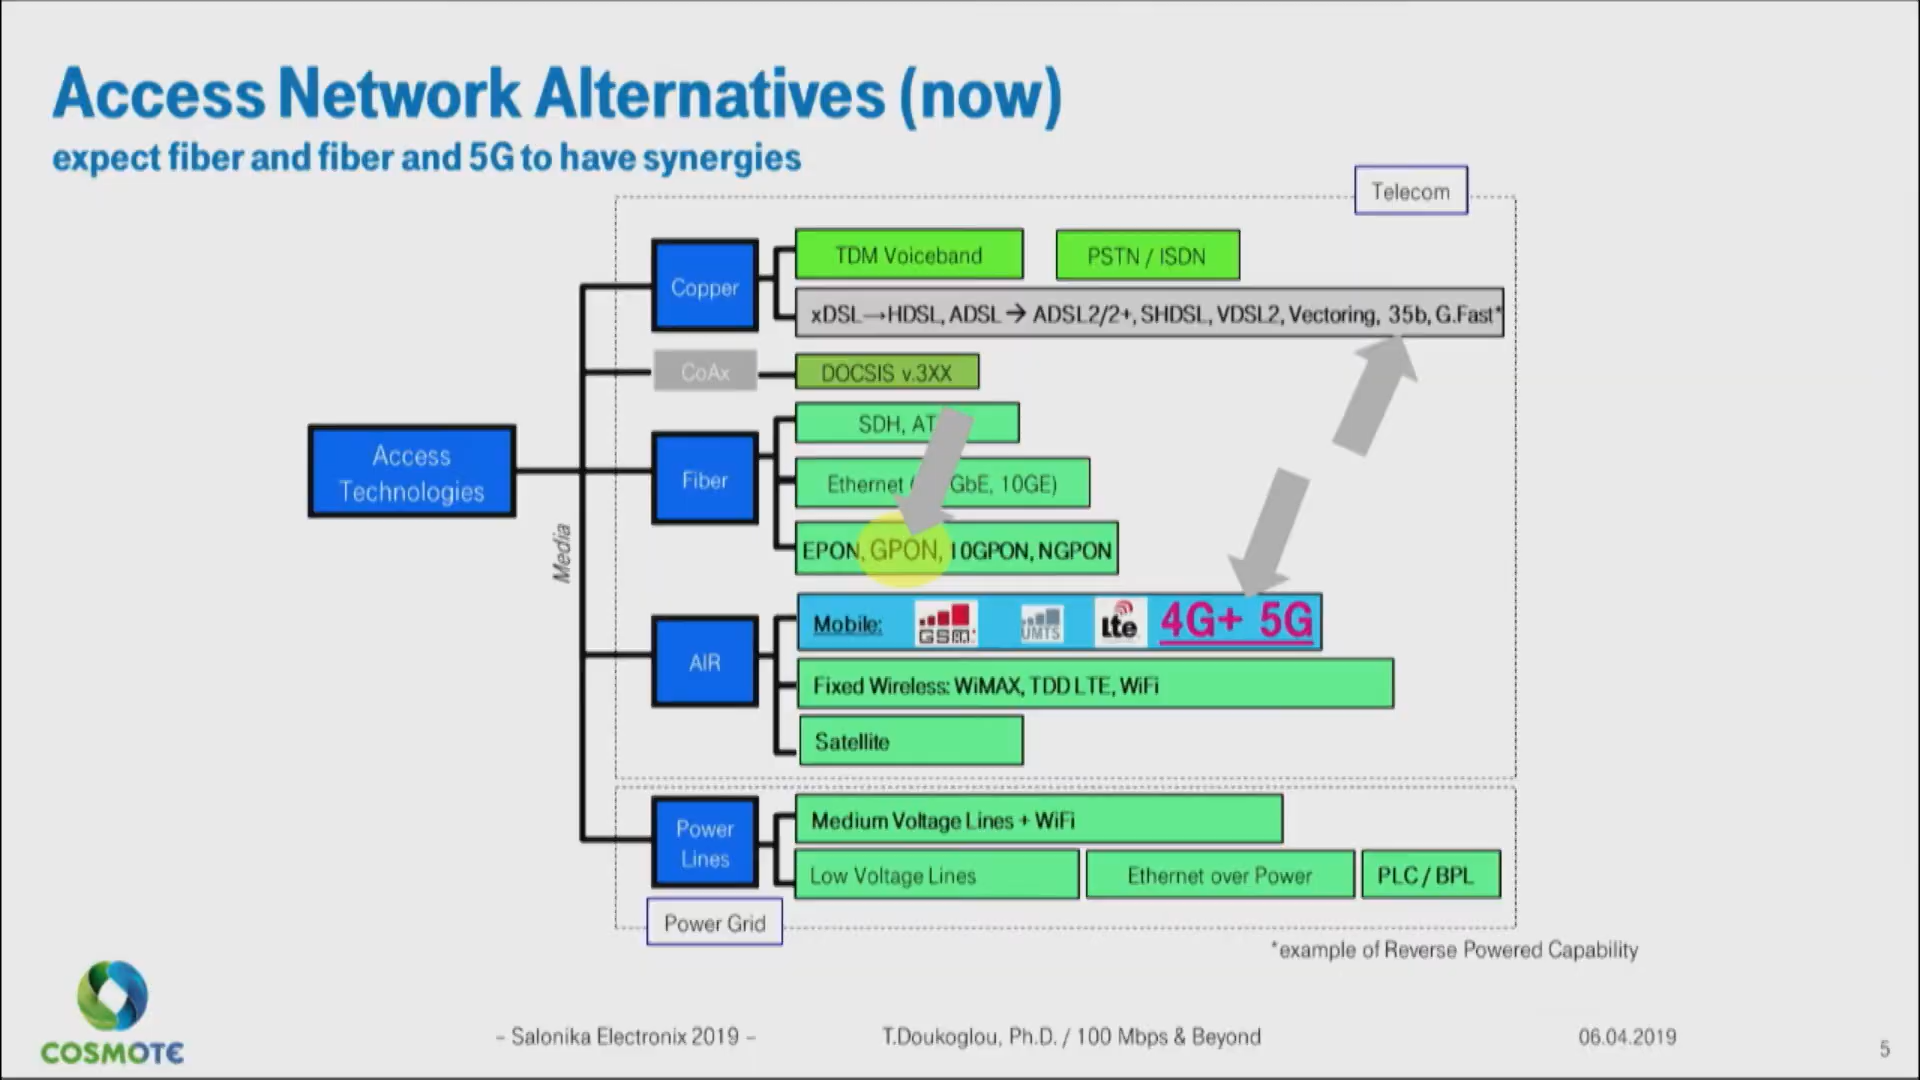 Access Network Alternatives (now)
expect fiber and fiber and 5G to have synergies
Telecom
Copper
TDM Voiceband
PSTN / ISDN
xDSL→HDSL, ADSL → ADSL2/2+, SHDSL, VDSL2, Vectoring, 35b, G.Fast*
CoAx
DOCSIS v.3XX
Access
Technologies
Media
Fiber
SDH, AT
Ethernet ( GbE, 10GE)
EPON, GPON, 10GPON, NGPON
AIR
Mobile: GSM UMTS Lte 4G+ 5G
Fixed Wireless: WiMAX, TDD LTE, WiFi
Satellite
Power
Lines
Medium Voltage Lines + WiFi
Low Voltage Lines
Ethernet over Power
PLC / BPL
Power Grid
*example of Reverse Powered Capability
COSMOTE
– Salonika Electronix 2019 –
T.Doukoglou, Ph.D. / 100 Mbps & Beyond
06.04.2019
5